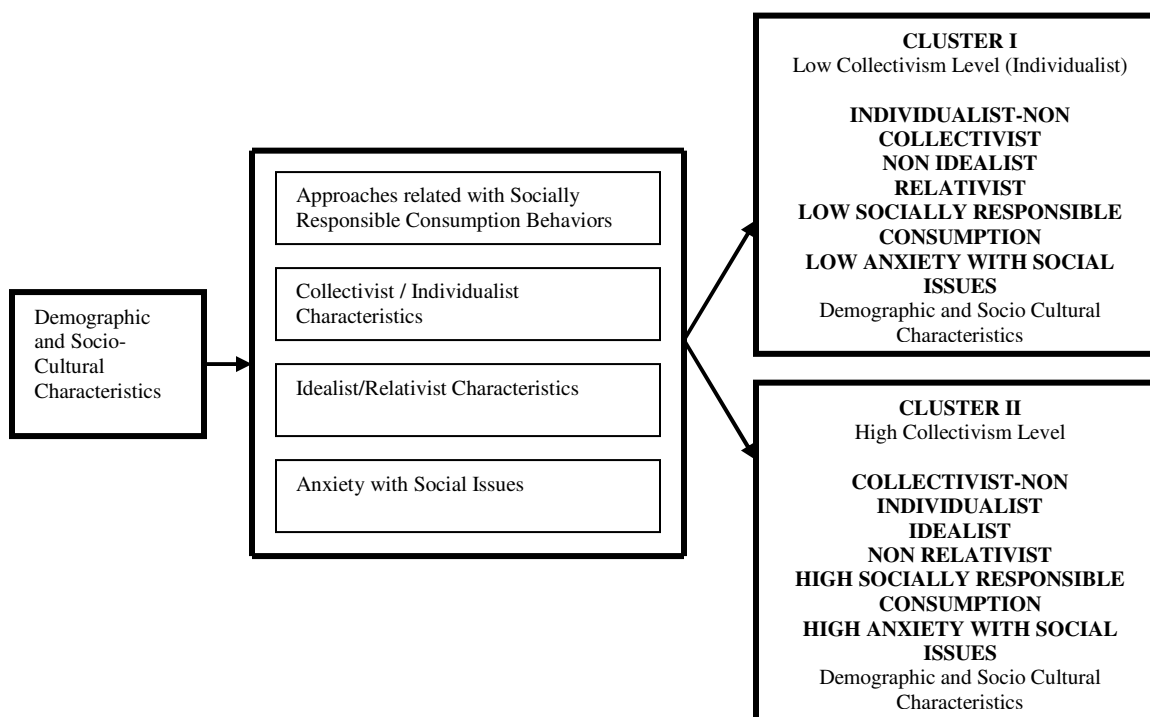 Demographic
and Socio-
Cultural
Characteristics
Approaches related with Socially
Responsible Consumption Behaviors
Collectivist / Individualist
Characteristics
Idealist/Relativist Characteristics
Anxiety with Social Issues
CLUSTER I
Low Collectivism Level (Individualist)
INDIVIDUALIST-NON
COLLECTIVIST
NON IDEALIST
RELATIVIST
LOW SOCIALLY RESPONSIBLE
CONSUMPTION
LOW ANXIETY WITH SOCIAL
ISSUES
Demographic and Socio Cultural
Characteristics
CLUSTER II
High Collectivism Level
COLLECTIVIST-NON
INDIVIDUALIST
IDEALIST
NON RELATIVIST
HIGH SOCIALLY RESPONSIBLE
CONSUMPTION
HIGH ANXIETY WITH SOCIAL
ISSUES
Demographic and Socio Cultural
Characteristics